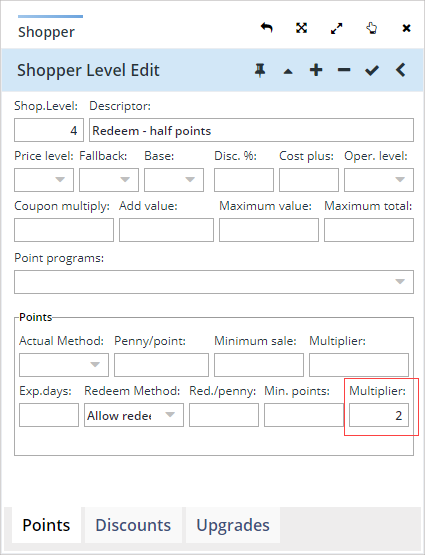 Shopper
Shopper Level Edit
Shop.Level: Descriptor:
4 Redeem - half points
Price level: Fallback: Base: Disc. %: Cost plus: Oper. level:
Coupon multiply: Add value: Maximum value: Maximum total:
Point programs:
Points
Actual Method: Penny/point: Minimum sale: Multiplier:
Exp.days: Redeem Method: Red./penny: Min. points: Multiplier:
Allow 2
Points Discounts Upgrades